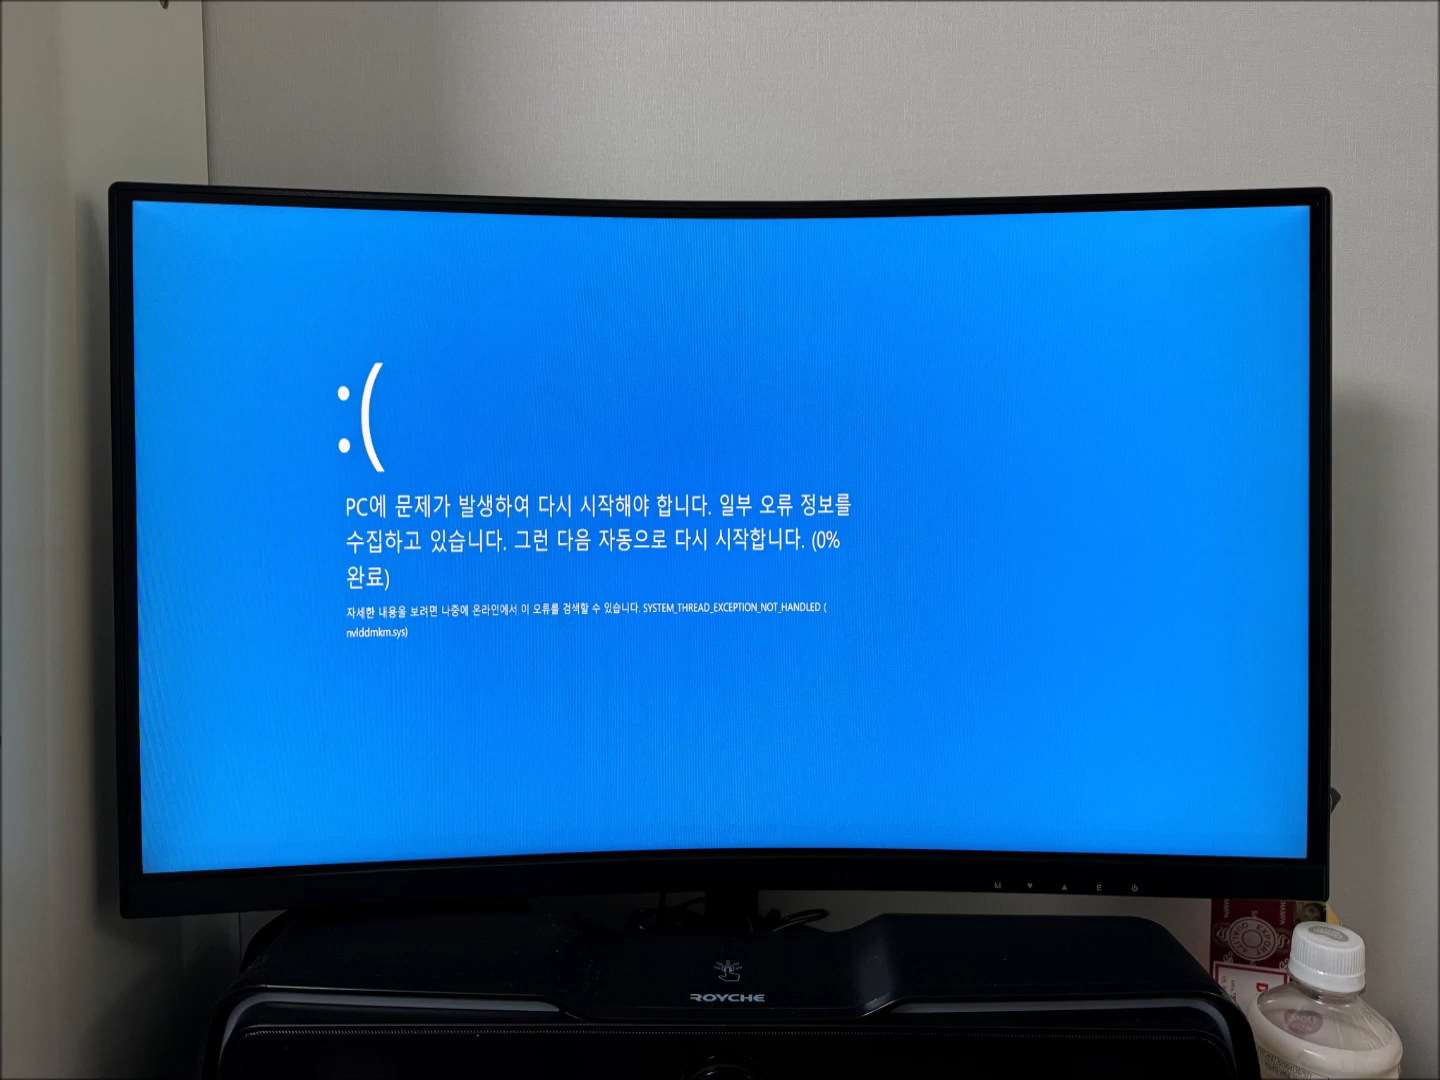 :(
PC에 문제가 발생하여 다시 시작해야 합니다. 일부 오류 정보를
수집하고 있습니다. 그런 다음 자동으로 다시 시작합니다. (0%
완료)
자세한 내용을 보려면 나중에 온라인에서 이 오류를 검색할 수 있습니다. SYSTEM_THREAD_EXCEPTION_NOT_HANDLED (
nvlddmkm.sys)
M ▼ ▲ E
ROYCHE